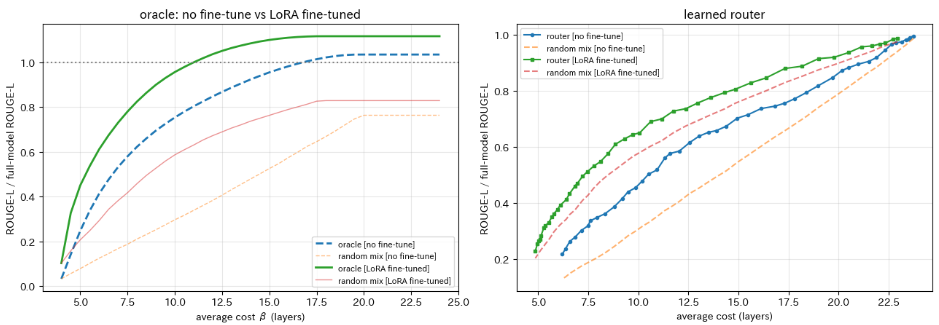 oracle: no fine-tune vs LoRA fine-tuned
ROUGE-L / full-model ROUGE-L
1.0
0.8
0.6
0.4
0.2
0.0
oracle [no fine-tune]
random mix [no fine-tune]
oracle [LoRA fine-tuned]
random mix [LoRA fine-tuned]
5.0 7.5 10.0 12.5 15.0 17.5 20.0 22.5 25.0
average cost β (layers)
learned router
ROUGE-L / full-model ROUGE-L
router [no fine-tune]
random mix [no fine-tune]
router [LoRA fine-tuned]
random mix [LoRA fine-tuned]
1.0
0.8
0.6
0.4
0.2
5.0 7.5 10.0 12.5 15.0 17.5 20.0 22.5
average cost (layers)